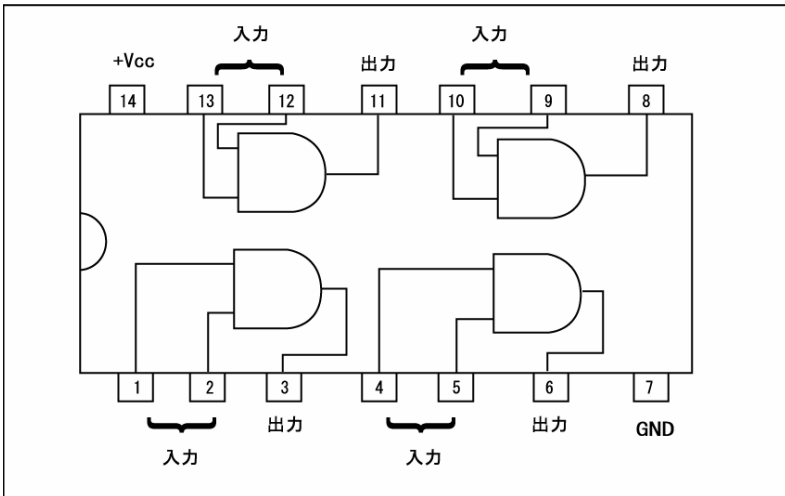 入力 入力
+Vcc 出力 出力
14 13 12 11 10 9 8
1 2 3 4 5 6 7
出力 出力 GND
入力 入力